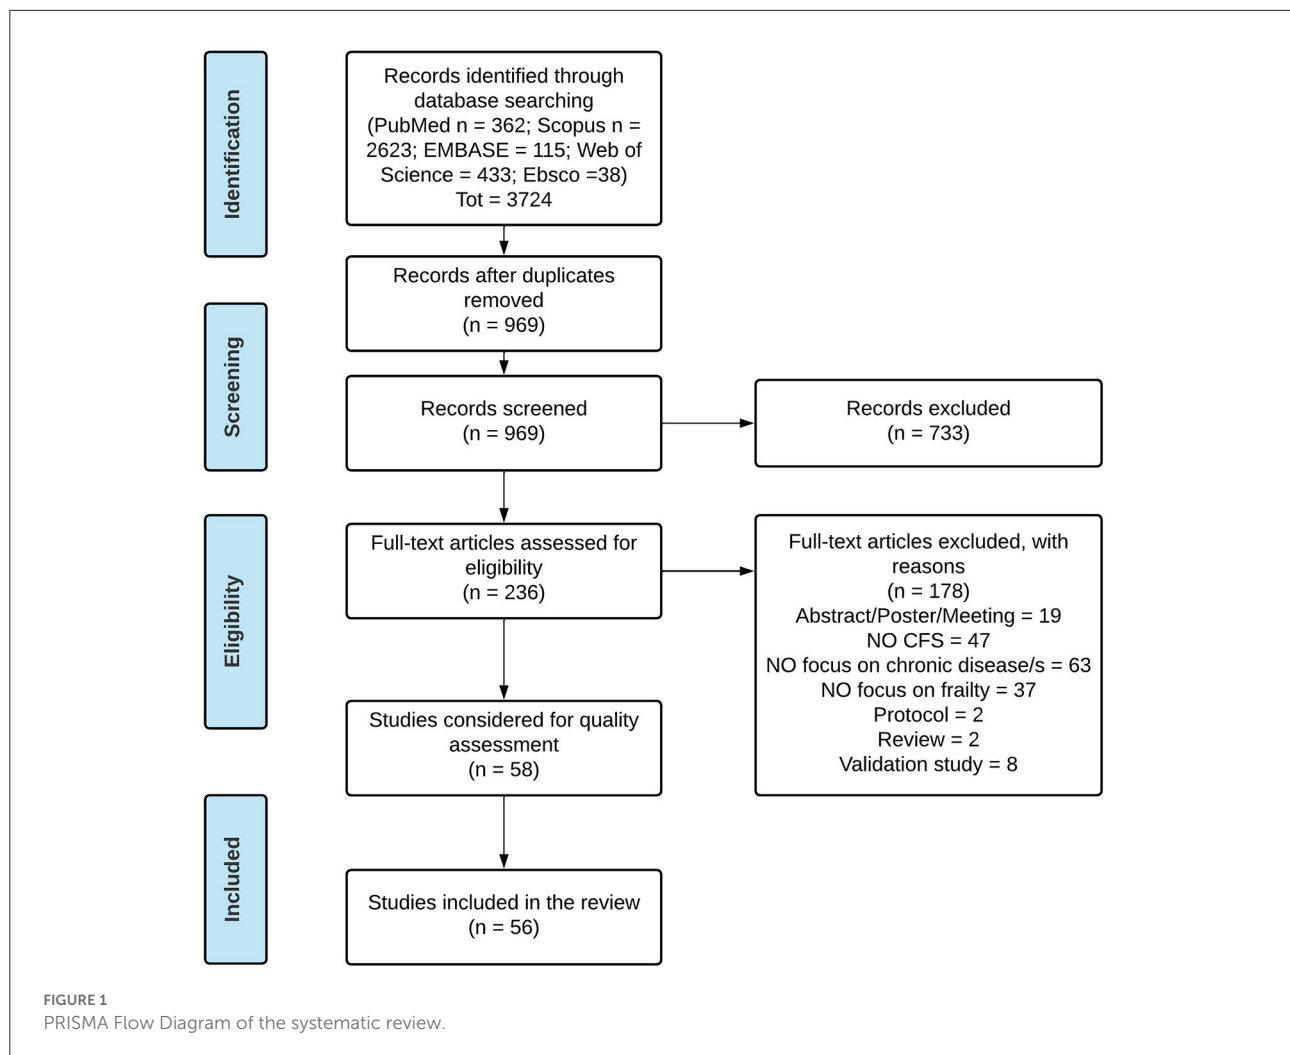 Identification
Records identified through
database searching
(PubMed n = 362; Scopus n =
2623; EMBASE = 115; Web of
Science = 433; Ebsco =38)
Tot = 3724
Records after duplicates
removed
(n = 969)
Screening
Records screened
(n = 969)
Records excluded
(n = 733)
Eligibility
Full-text articles assessed for
eligibility
(n = 236)
Full-text articles excluded, with
reasons
(n = 178)
Abstract/Poster/Meeting = 19
NO CFS = 47
NO focus on chronic disease/s = 63
NO focus on frailty = 37
Protocol = 2
Review = 2
Validation study = 8
Studies considered for quality
assessment
(n = 58)
Included
Studies included in the review
(n = 56)
FIGURE 1
PRISMA Flow Diagram of the systematic review.